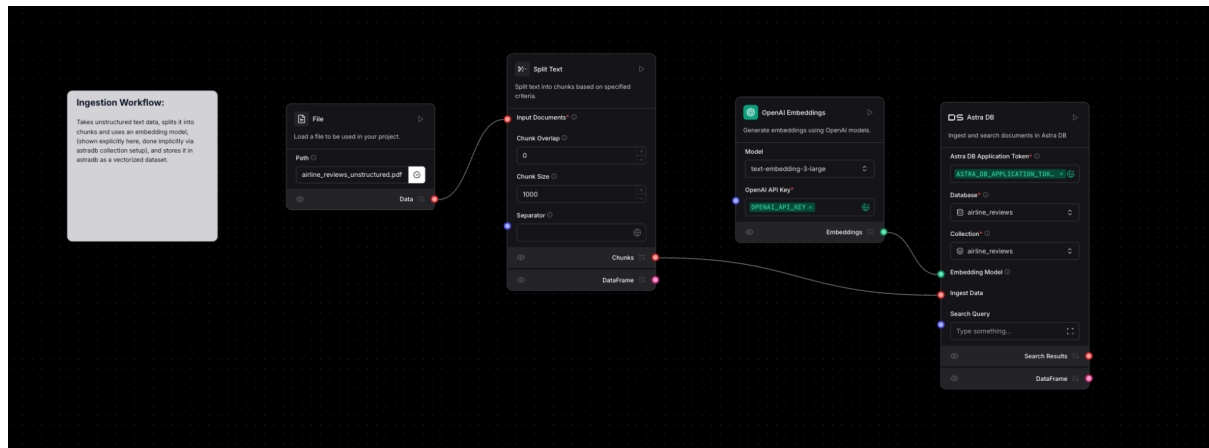 Ingestion Workflow:
Takes unstructured text data, splits it into
chunks and uses an embedding model,
(shown explicitly here, done implicitly via
astradb collection setup), and stores it in
astradb as a vectorized dataset.
File
Load a file to be used in your project.
Path
airline_reviews_unstructured.pdf
Data
Split Text
Split text into chunks based on specified
criteria.
Input Documents*
Chunk Overlap
0
Chunk Size
1000
Separator
Chunks
DataFrame
OpenAI Embeddings
Generate embeddings using OpenAI models.
Model
text-embedding-3-large
OpenAI API Key*
OPENAI_API_KEY ×
Embeddings
DS Astra DB
Ingest and search documents in Astra DB
Astra DB Application Token*
ASTRA_DB_APPLICATION_TOK… ×
Database*
airline_reviews
Collection*
airline_reviews
Embedding Model
Ingest Data
Search Query
Type something...
Search Results
DataFrame